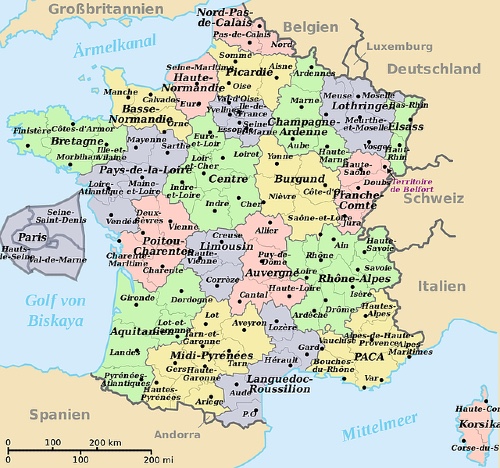 Großbritannien
Nord-Pas-
de-Calais
Pas-de-Calais
Nord
Belgien
Luxemburg
Deutschland
Ärmelkanal
Somme
Picardie
Aisne
Oise
Ardennes
Seine-Maritime
Haute-
Normandie
Eure
Manche
Calvados
Basse-
Normandie
Orne
Val-d'Oise
Yvelines
Île-de-
France
Essonne
Marne
Champagne-
Ardenne
Aube
Haute-
Marne
Meuse
Moselle
Lothringen
Meurthe-
et-Moselle
Vosges
Bas-Rhin
Elsass
Haut-
Rhin
Finistère
Côtes-d'Armor
Bretagne
Ille-et-
Vilaine
Morbihan
Mayenne
Sarthe
Pays-de-la-Loire
Loire-
Atlantique
Maine-
et-Loire
Vendée
Eure-
et-Loir
Loir-
et-Cher
Loiret
Centre
Indre-
et-Loire
Indre
Cher
Yonne
Burgund
Côte-d'Or
Nièvre
Saône-et-Loire
Haute-
Saône
Doubs
Territoire
de Belfort
Franche-
Comté
Jura
Schweiz
Seine-
Saint-Denis
Paris
Hauts-
de-Seine
Val-de-Marne
Deux-
Sèvres
Vienne
Poitou-
Charentes
Charente-
Maritime
Charente
Creuse
Limousin
Haute-
Vienne
Corrèze
Allier
Puy-de-
Dôme
Auvergne
Haute-Loire
Cantal
Loire
Rhône
Ain
Haute-
Savoie
Savoie
Rhône-Alpes
Isère
Drôme
Ardèche
Italien
Golf von
Biskaya
Gironde
Dordogne
Aquitanien
Lot-et-
Garonne
Landes
Pyrénées-
Atlantiques
Lot
Aveyron
Tarn-et-
Garonne
Midi-Pyrénées
Gers
Tarn
Haute-
Garonne
Hautes-
Pyrénées
Ariège
Lozère
Gard
Hérault
Languedoc-
Roussilion
Aude
P.O.
Hautes-
Alpes
Alpes-de-Haute-
Provence
Vaucluse
Alpes
Maritimes
PACA
Bouches-
du-Rhône
Var
Spanien
Andorra
Mittelmeer
Haute-Co
Korsika
Corse-du-S
0 100 km 200 km
0 100 200 mi